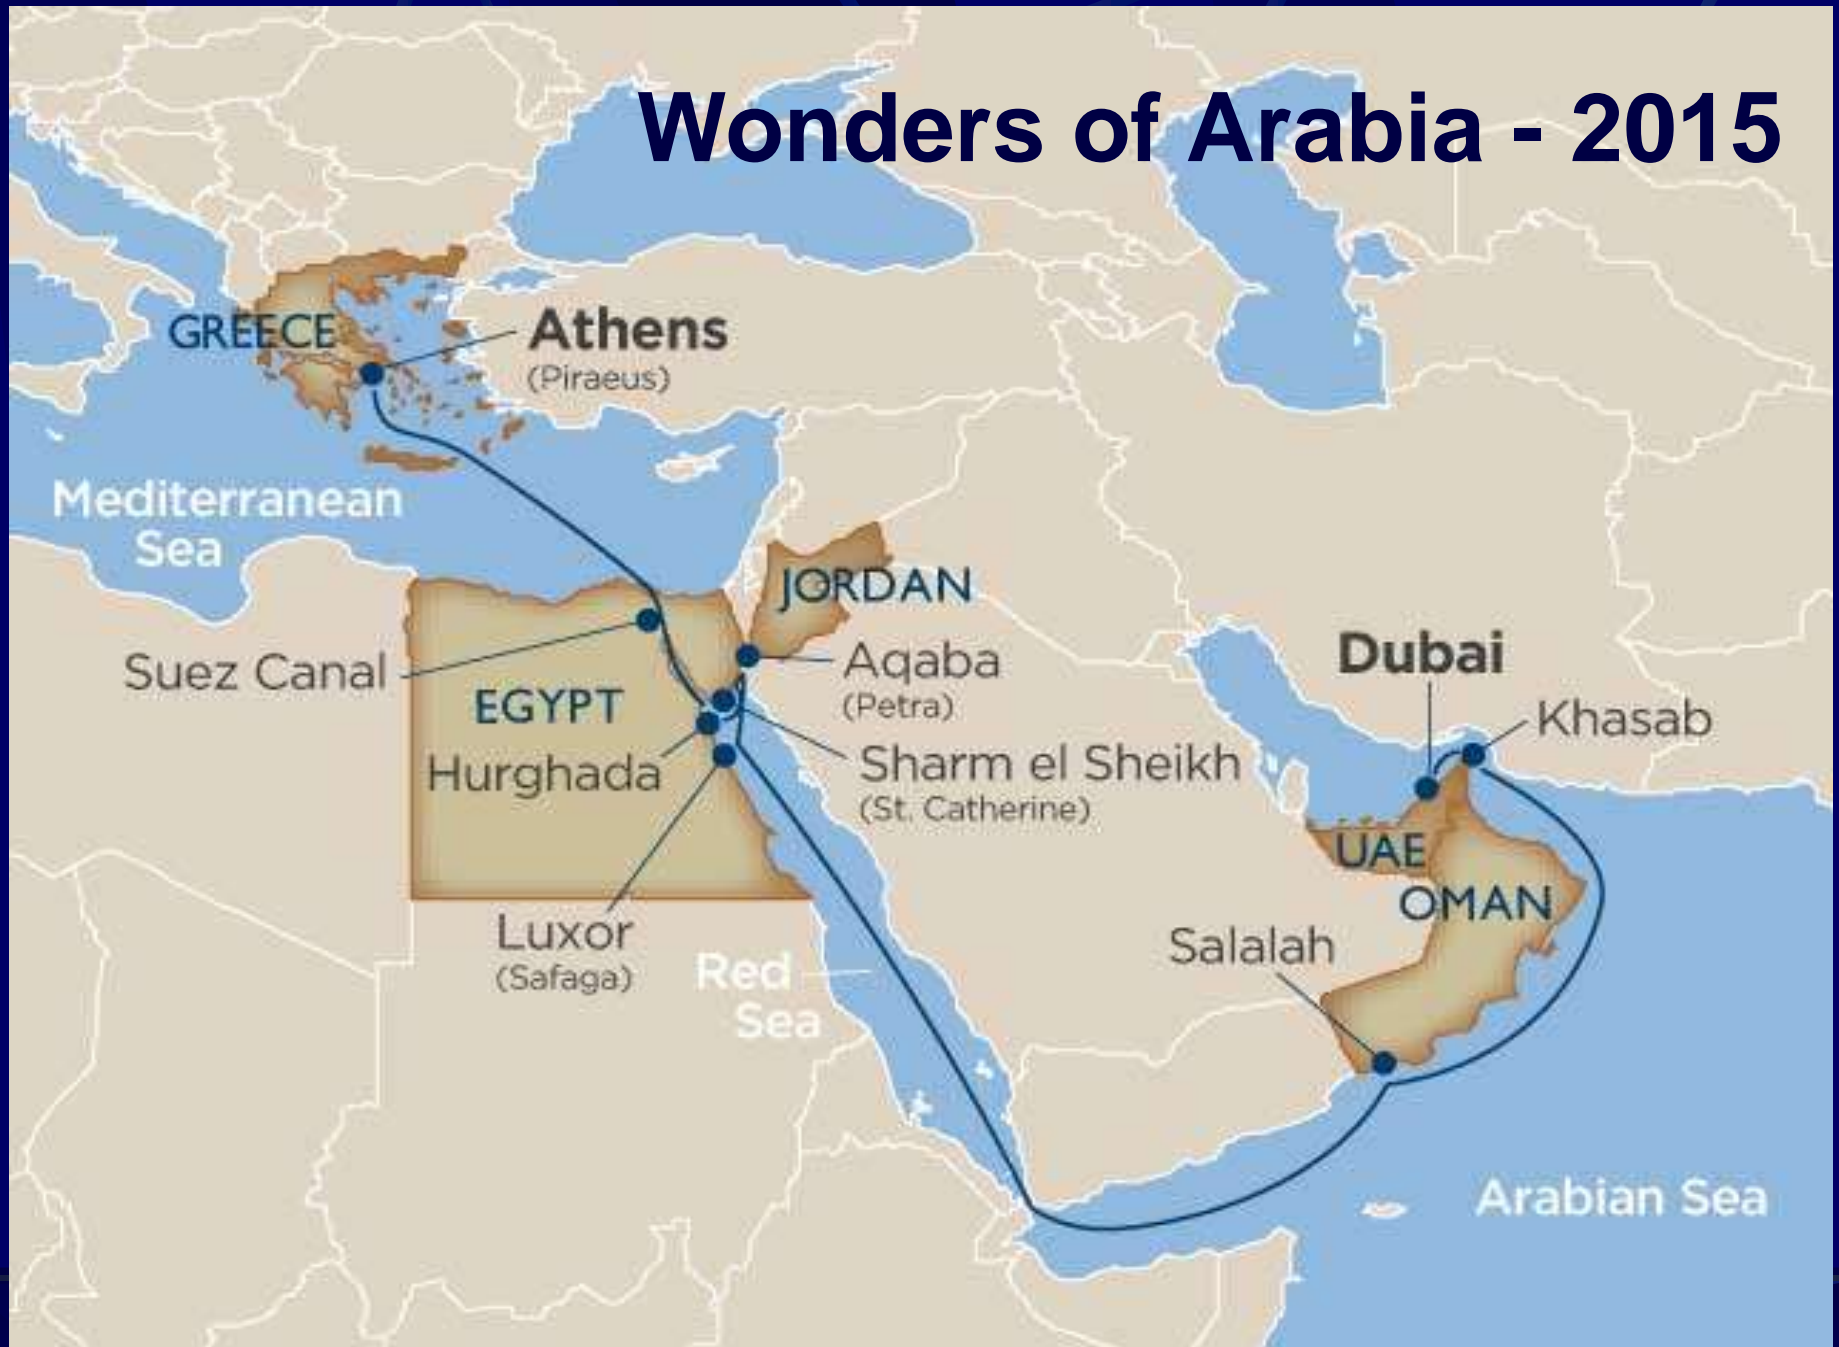 Wonders of Arabia - 2015
GREECE
Athens
(Piraeus)
Mediterranean
Sea
JORDAN
Suez Canal
Aqaba
(Petra)
EGYPT
Dubai
Khasab
Hurghada
Sharm el Sheikh
(St. Catherine)
UAE
OMAN
Luxor
(Safaga)
Salalah
Red
Sea
Arabian Sea